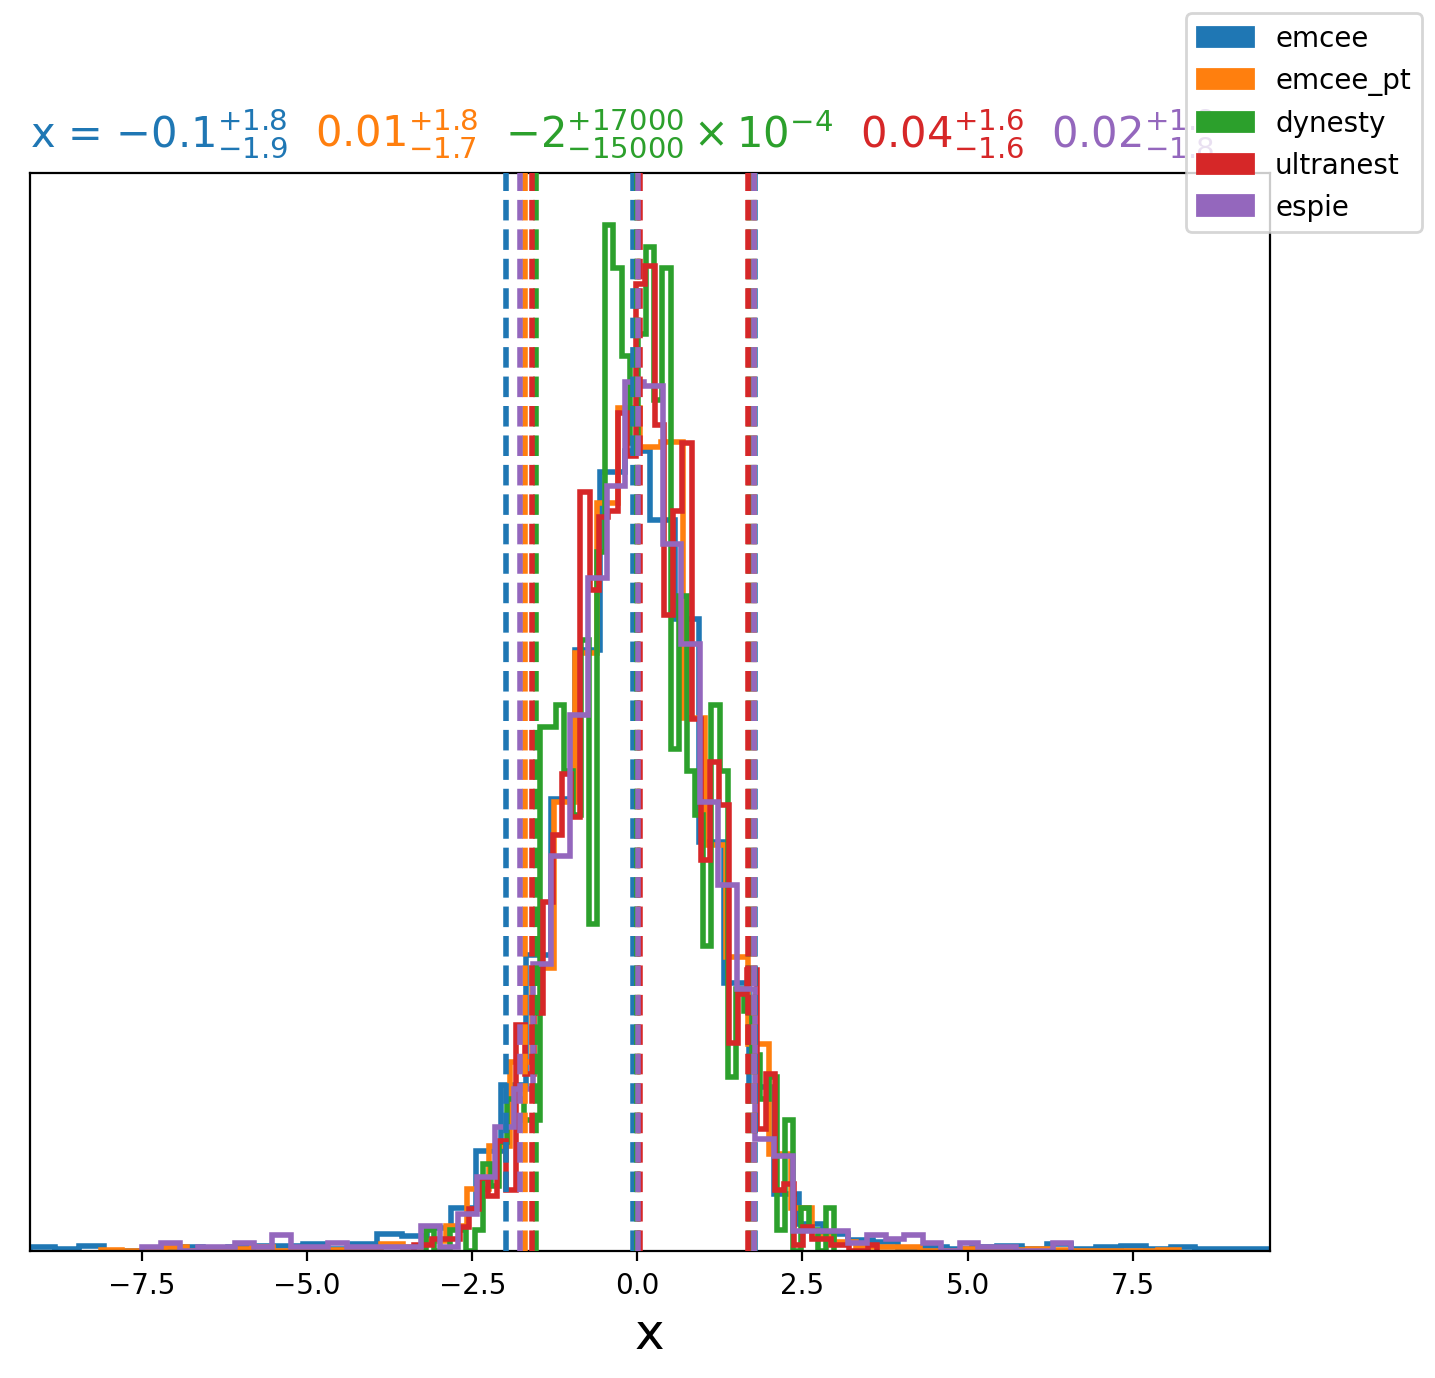 emcee
emcee_pt
dynesty
ultranest
espie
x = −0.1 +1.8 −1.9 0.01 +1.8 −1.7 −2 +17000 −15000 × 10 −4 0.04 +1.6 −1.6 0.02
−7.5 −5.0 −2.5 0.0 2.5 5.0 7.5
x